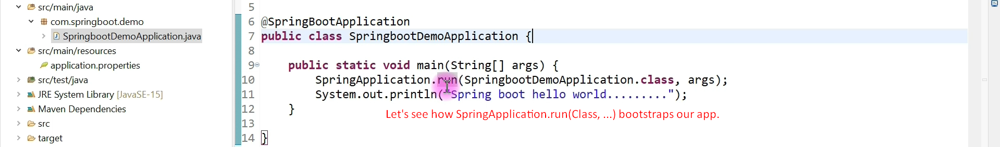 src/main/java
com.springboot.demo
SpringbootDemoApplication.java
src/main/resources
application.properties
src/test/java
JRE System Library [JavaSE-15]
Maven Dependencies
src
target
5
6 @SpringBootApplication
7 public class SpringbootDemoApplication {
8
9 public static void main(String[] args) {
10 SpringApplication.run(SpringbootDemoApplication.class, args);
11 System.out.println("Spring boot hello world.........");
12 }
Let's see how SpringApplication.run(Class, ...) bootstraps our app.
13
14 }